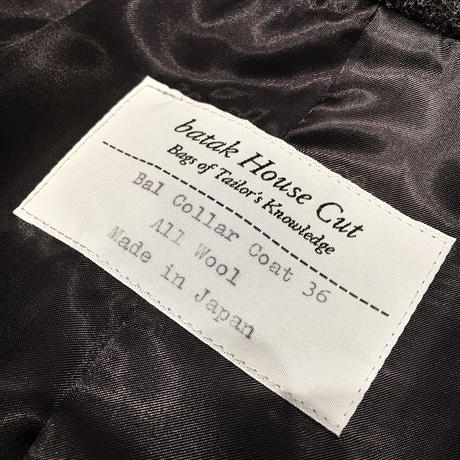 batak House Cut
Bags of Tailor's Knowledge
Bal Collar Coat 36
All Wool
Made in Japan